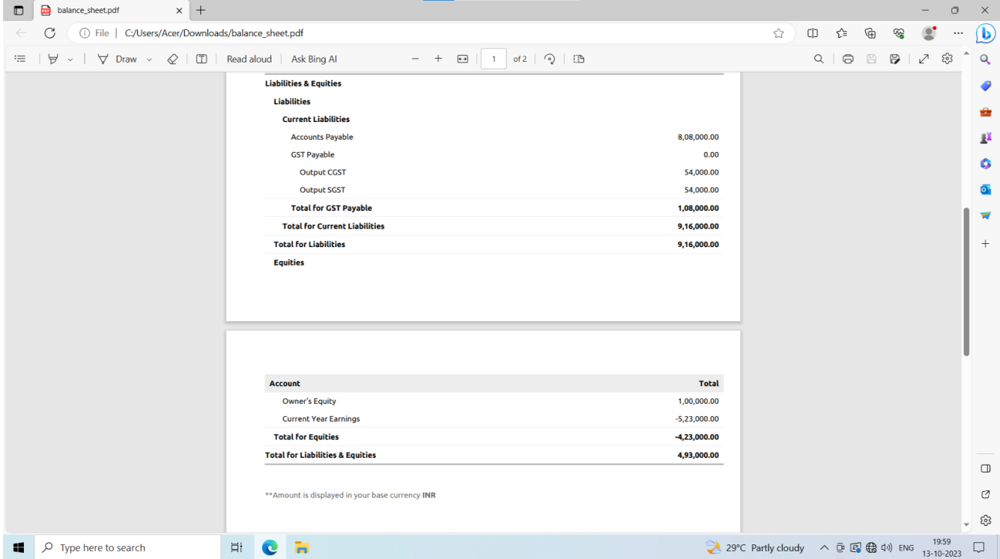 balance_sheet.pdf
File | C:/Users/Acer/Downloads/balance_sheet.pdf
Draw Read aloud Ask Bing AI 1 of 2
Liabilities & Equities
Liabilities
Current Liabilities
Accounts Payable 8,08,000.00
GST Payable 0.00
Output CGST 54,000.00
Output SGST 54,000.00
Total for GST Payable 1,08,000.00
Total for Current Liabilities 9,16,000.00
Total for Liabilities 9,16,000.00
Equities
Account Total
Owner's Equity 1,00,000.00
Current Year Earnings -5,23,000.00
Total for Equities -4,23,000.00
Total for Liabilities & Equities 4,93,000.00
**Amount is displayed in your base currency INR
Type here to search 29°C Partly cloudy ENG 19:59
13-10-2023